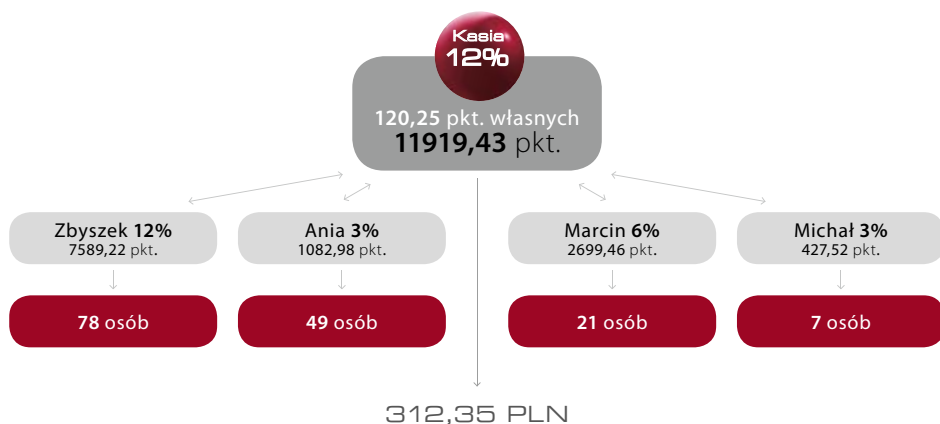 Kasia
12%
120,25 pkt. własnych
11919,43 pkt.
Zbyszek 12%
7589,22 pkt.
Ania 3%
1082,98 pkt.
Marcin 6%
2699,46 pkt.
Michał 3%
427,52 pkt.
78 osób
49 osób
21 osób
7 osób
312,35 PLN